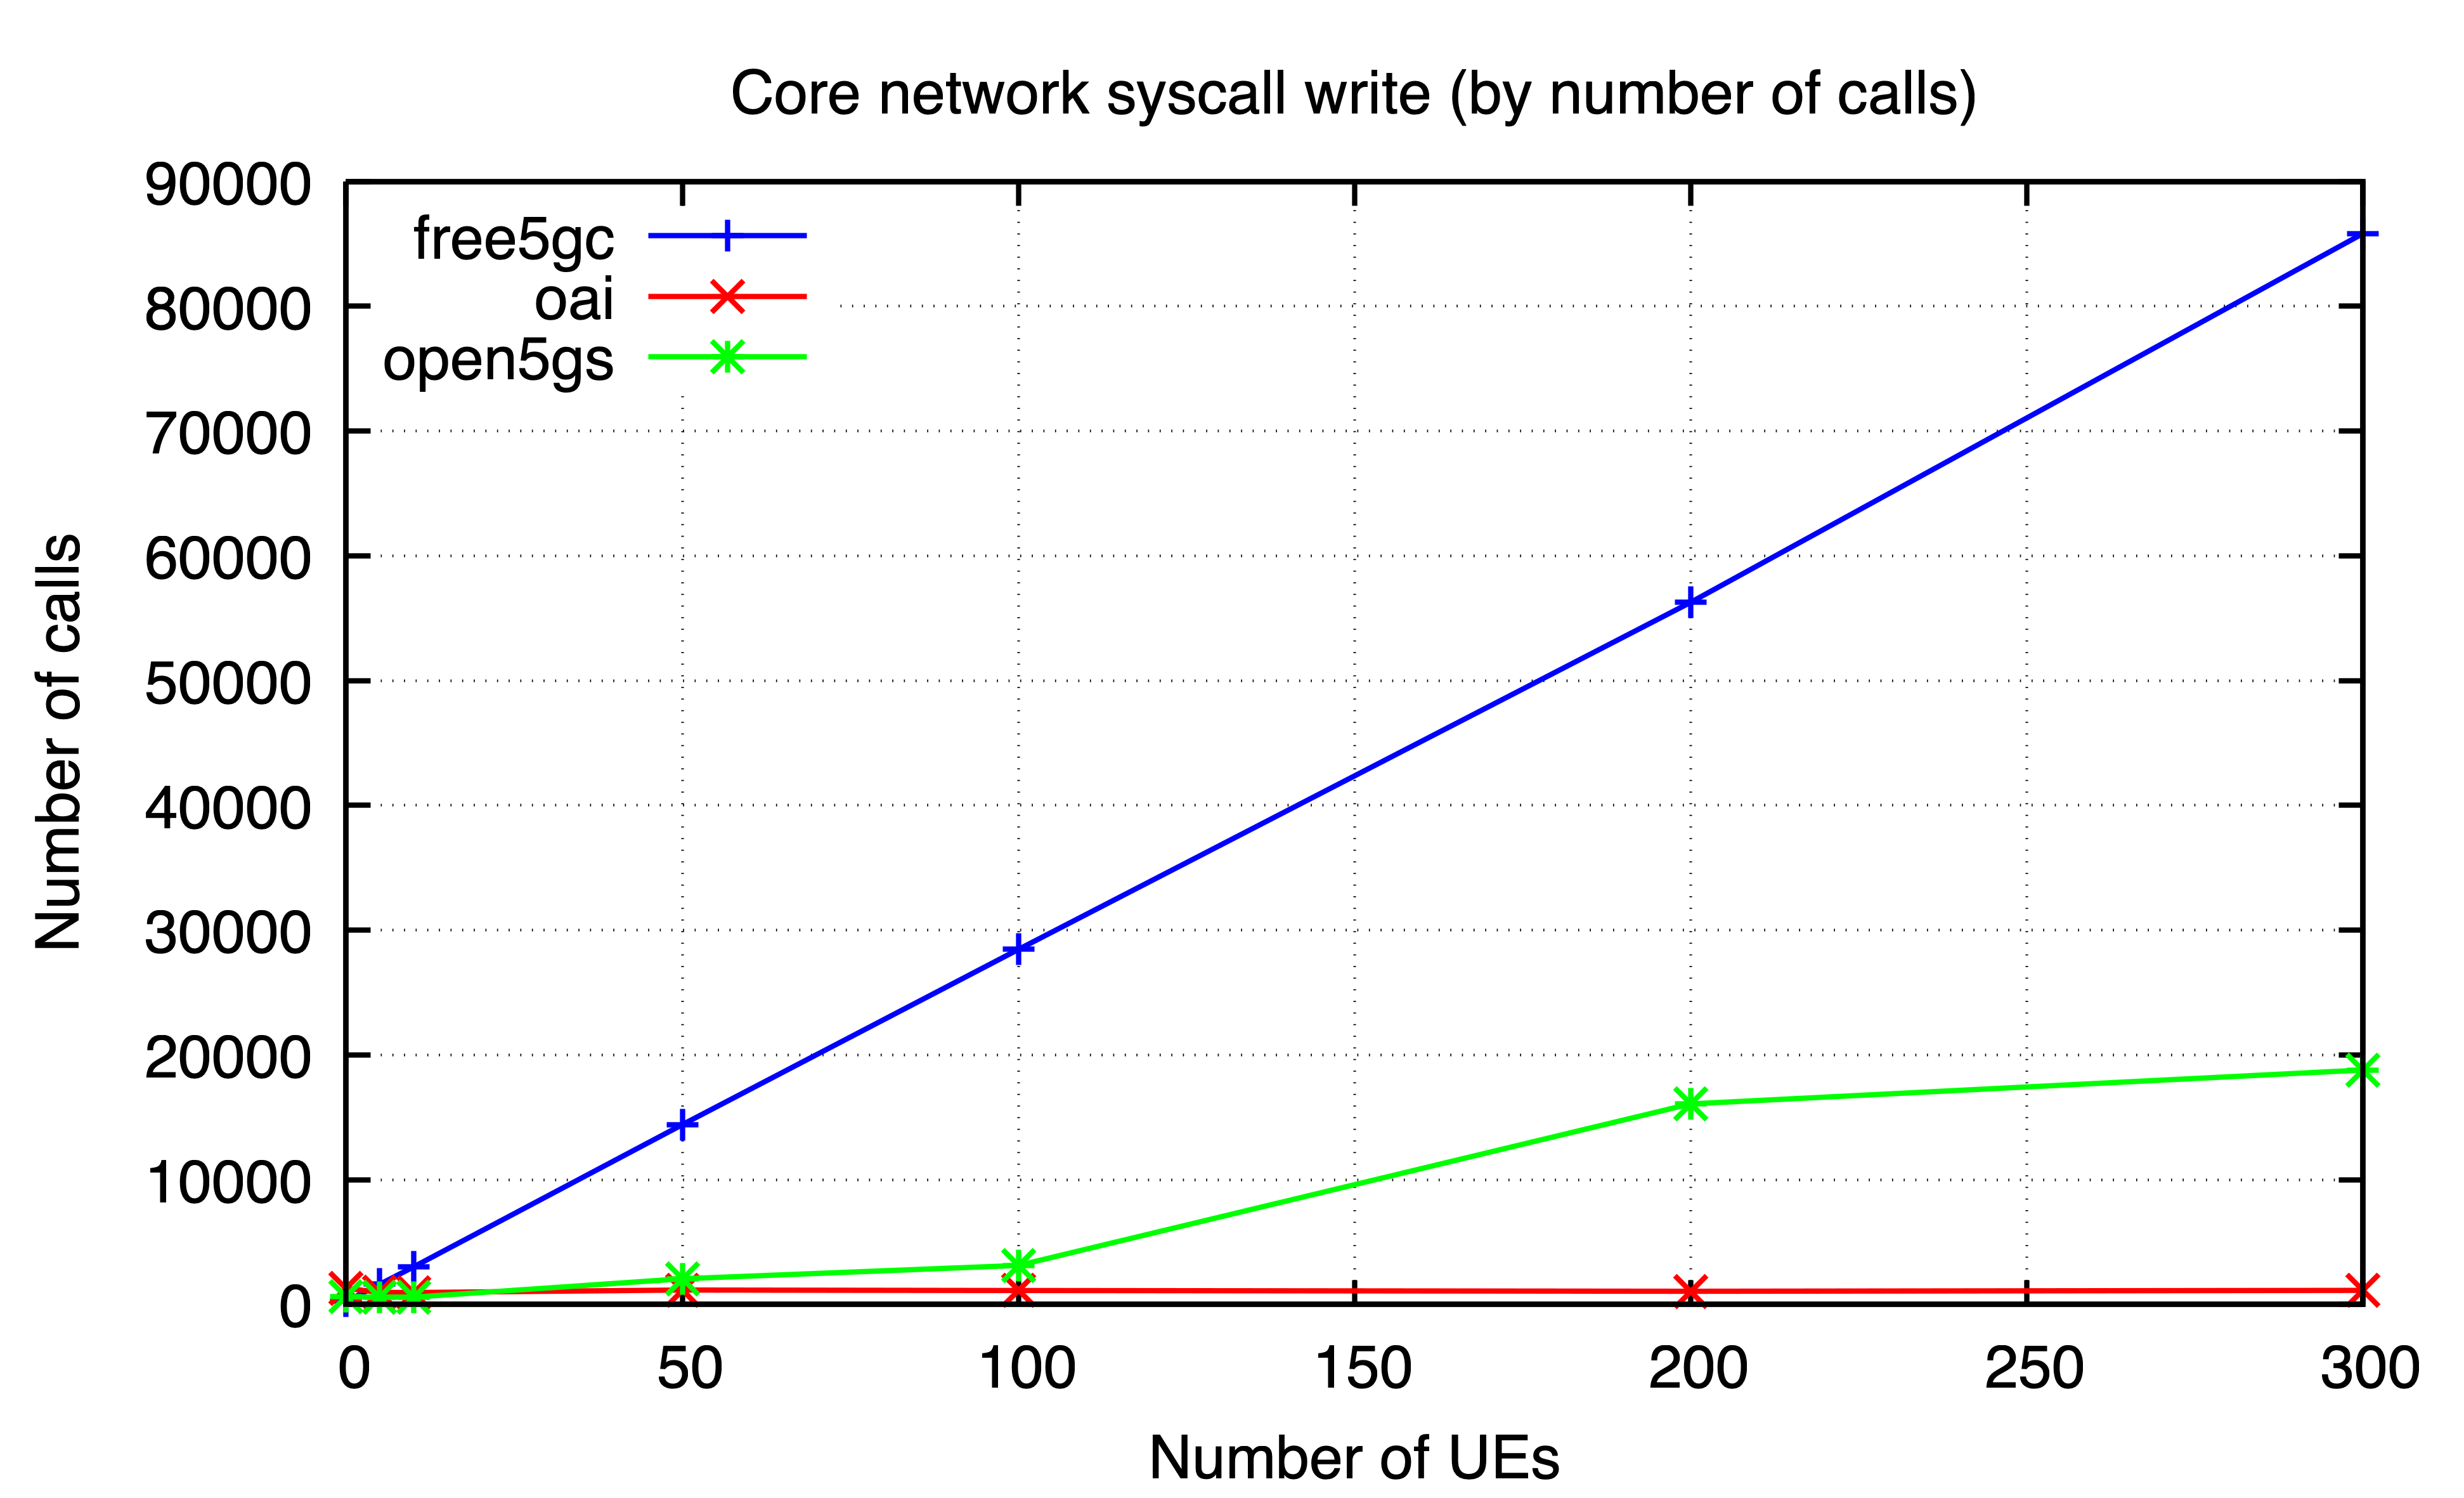 Core network syscall write (by number of calls)
90000
80000
70000
60000
50000
40000
30000
20000
10000
0
Number of calls
free5gc
oai
open5gs
0 50 100 150 200 250 300
Number of UEs